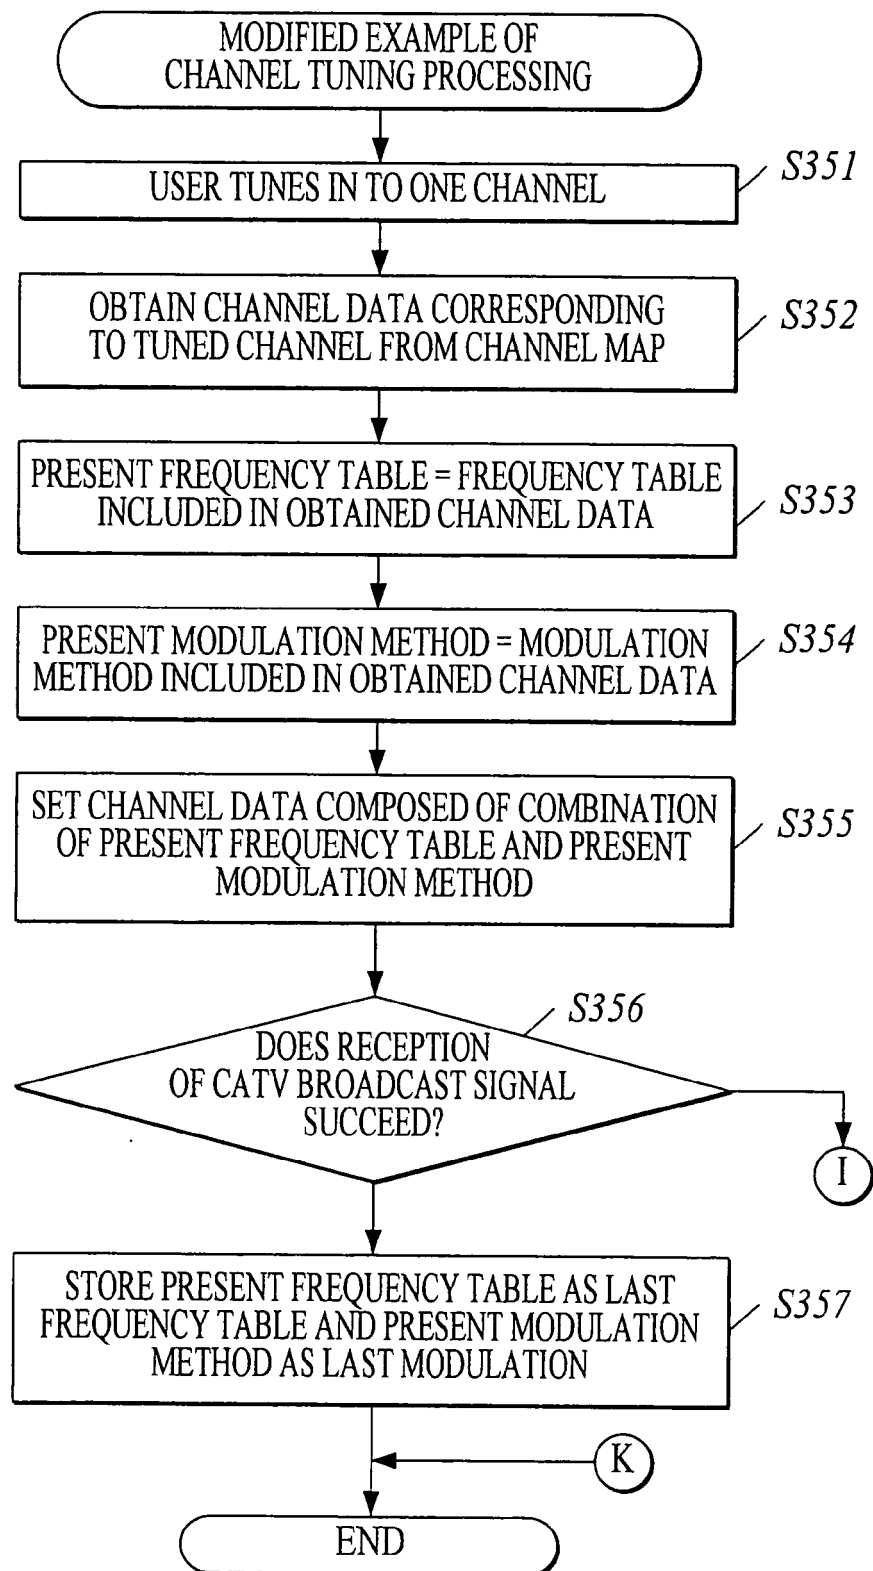 MODIFIED EXAMPLE OF
CHANNEL TUNING PROCESSING
USER TUNES IN TO ONE CHANNEL
S351
OBTAIN CHANNEL DATA CORRESPONDING
TO TUNED CHANNEL FROM CHANNEL MAP
S352
PRESENT FREQUENCY TABLE = FREQUENCY TABLE
INCLUDED IN OBTAINED CHANNEL DATA
S353
PRESENT MODULATION METHOD = MODULATION
METHOD INCLUDED IN OBTAINED CHANNEL DATA
S354
SET CHANNEL DATA COMPOSED OF COMBINATION
OF PRESENT FREQUENCY TABLE AND PRESENT
MODULATION METHOD
S355
S356
DOES RECEPTION
OF CATV BROADCAST SIGNAL
SUCCEED?
I
STORE PRESENT FREQUENCY TABLE AS LAST
FREQUENCY TABLE AND PRESENT MODULATION
METHOD AS LAST MODULATION
S357
K
END